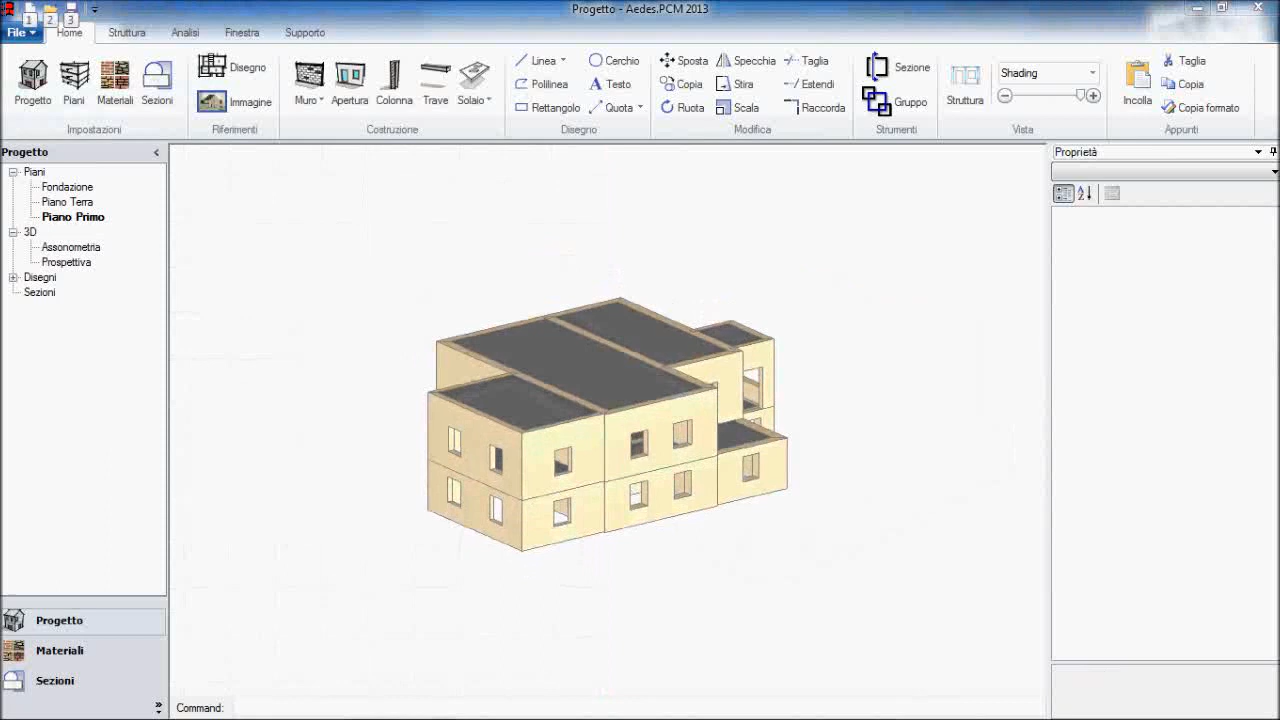 Progetto - Aedes.PCM 2013
1 2 3
File Home Struttura Analisi Finestra Supporto
Progetto Piani Materiali Sezioni
Impostazioni
Disegno
Immagine
Riferimenti
Muro Apertura Colonna Trave Solaio
Costruzione
Linea Cerchio
Polilinea A Testo
Rettangolo Quota
Disegno
Sposta Specchia Taglia
Copia Stira Estendi
Ruota Scala Raccorda
Modifica
Sezione
Gruppo
Strumenti
Struttura
Shading
Vista
Incolla
Taglia
Copia
Copia formato
Appunti
Progetto
Piani
Fondazione
Piano Terra
Piano Primo
3D
Assonometria
Prospettiva
Disegni
Sezioni
Progetto
Materiali
Sezioni
Command:
Proprietà
A
Z